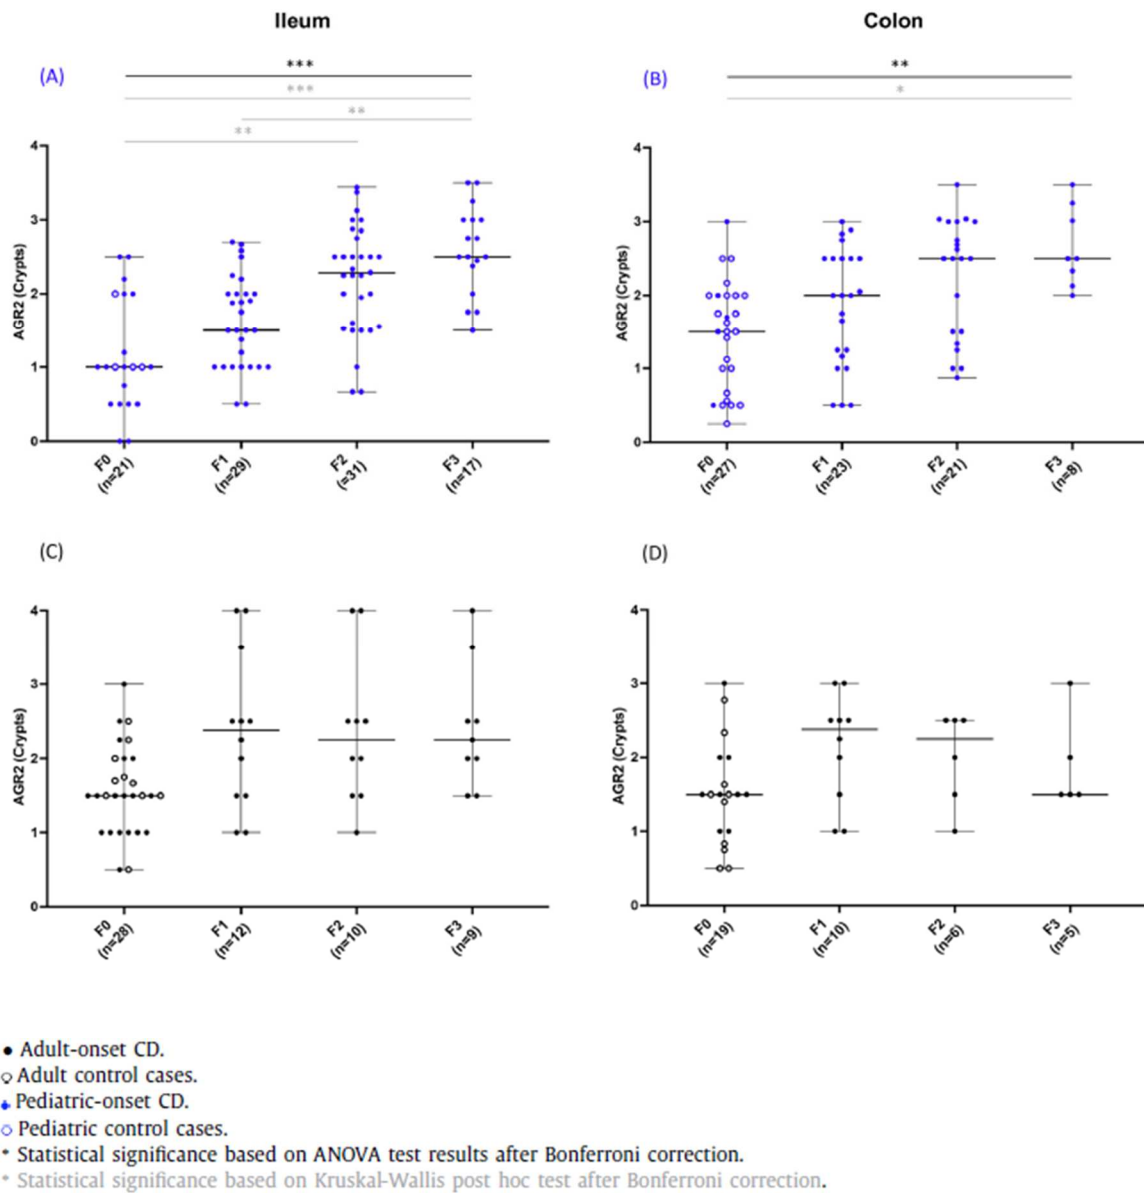 Ileum
Colon
(A)
***
***
**
**
AGR2 (Crypts)
4
3
2
1
0
F0
(n=21)
F1
(n=29)
F2
(=31)
F3
(n=17)
(B)
**
*
AGR2 (Crypts)
4
3
2
1
0
F0
(n=27)
F1
(n=23)
F2
(n=21)
F3
(n=8)
(C)
AGR2 (Crypts)
4
3
2
1
0
F0
(n=28)
F1
(n=12)
F2
(n=10)
F3
(n=9)
(D)
AGR2 (Crypts)
4
3
2
1
0
F0
(n=19)
F1
(n=10)
F2
(n=6)
F3
(n=5)
Adult-onset CD.
Adult control cases.
Pediatric-onset CD.
Pediatric control cases.
* Statistical significance based on ANOVA test results after Bonferroni correction.
* Statistical significance based on Kruskal-Wallis post hoc test after Bonferroni correction.